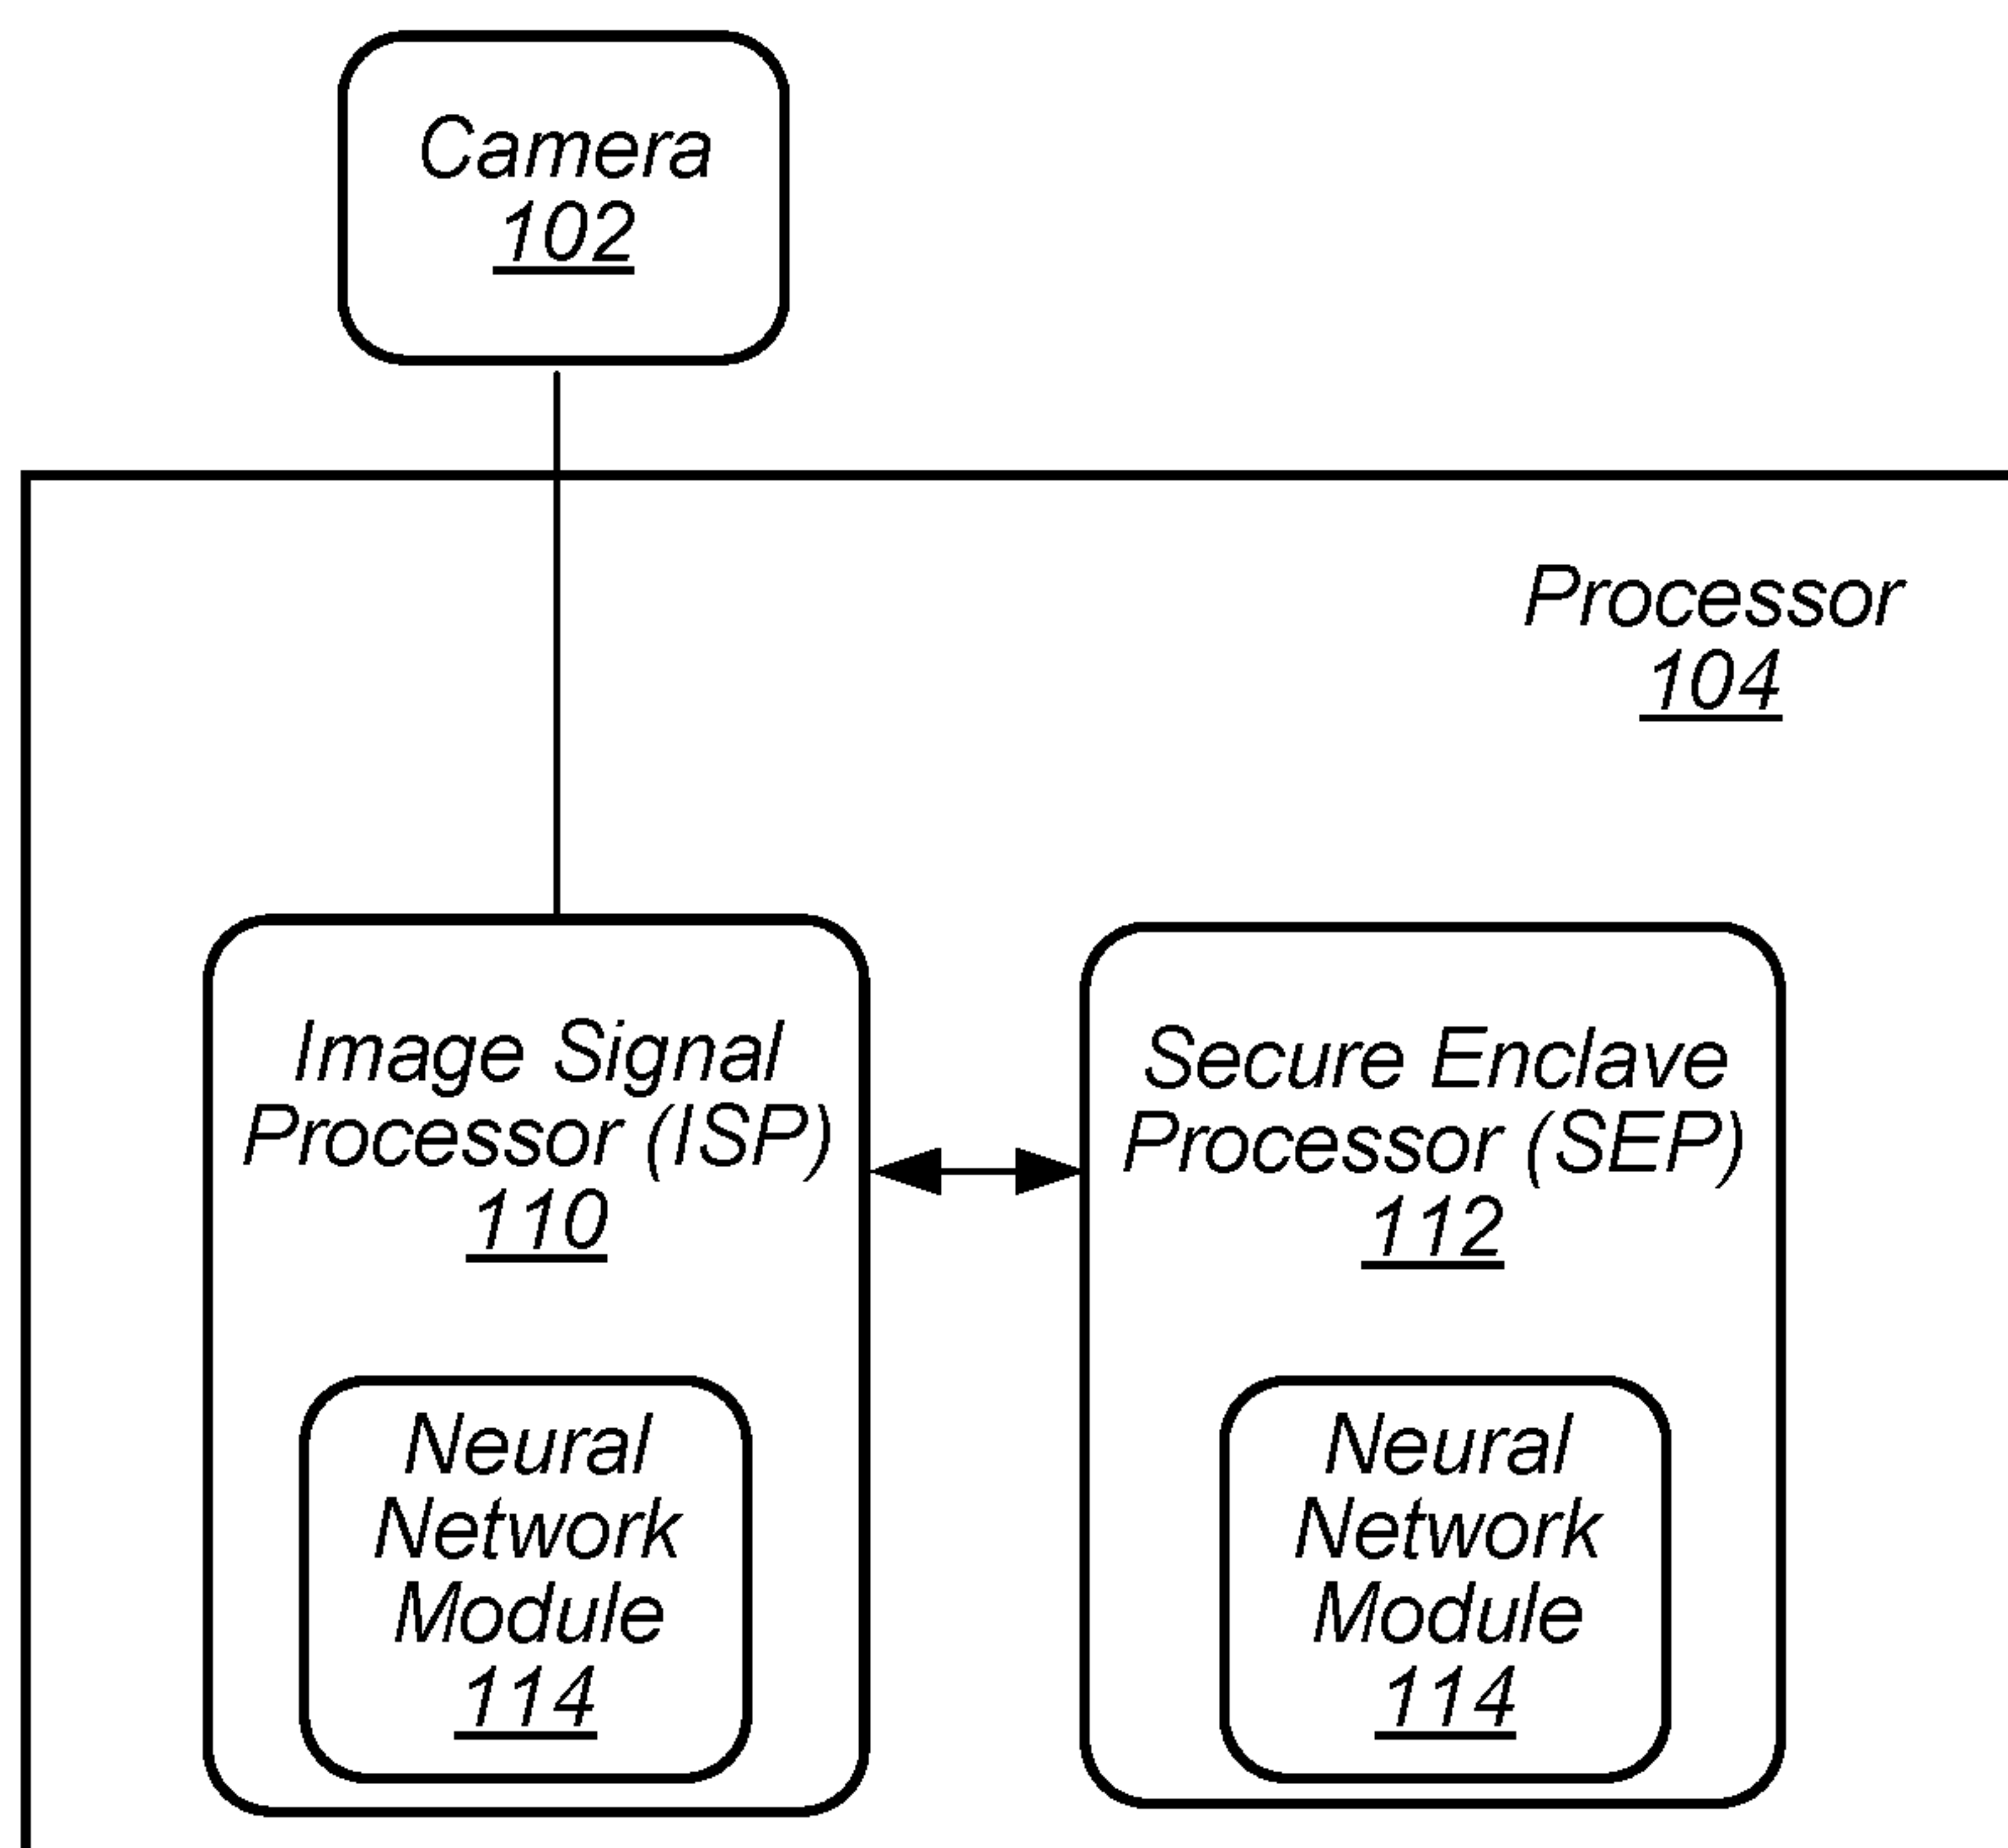 Camera
102
Processor
104
Image Signal
Processor (ISP)
110
Secure Enclave
Processor (SEP)
112
Neural
Network
Module
114
Neural
Network
Module
114